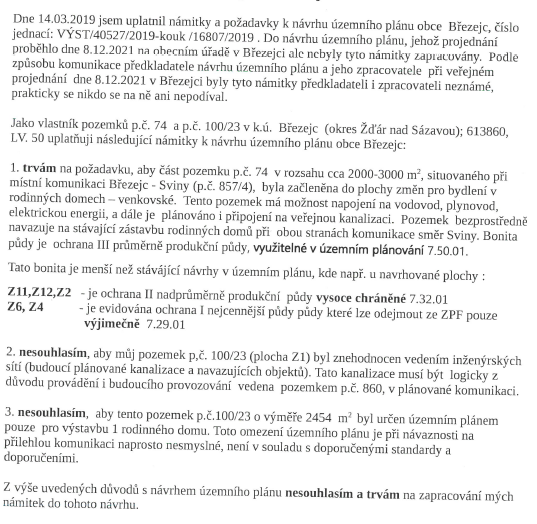 Dne 14.03.2019 jsem uplatnil námitky a požadavky k návrhu územního plánu obce Březejc, číslo
jednací: VÝST/40527/2019-kouk /16807/2019 . Do návrhu územního plánu, jehož projednání
proběhlo dne 8.12.2021 na obecním úřadě v Březejci ale nebyly tyto námitky zapracovány. Podle
způsobu komunikace předkladatele návrhu územního plánu a jeho zpracovatele při veřejném
projednání dne 8.12.2021 v Březejci byly tyto námitky předkladateli i zpracovateli neznámé,
prakticky se nikdo se na ně ani nepodíval.
Jako vlastník pozemků p.č. 74 a p.č. 100/23 v k.ú. Březejc (okres Žďár nad Sázavou); 613860,
LV. 50 uplatňuji následující námitky k návrhu územního plánu obce Březejc:
1. trvám na požadavku, aby část pozemku p.č. 74 v rozsahu cca 2000-3000 m², situovaného při
místní komunikaci Březejc - Sviny (p.č. 857/4), byla začleněna do plochy změn pro bydlení v
rodinných domech – venkovské. Tento pozemek má možnost napojení na vodovod, plynovod,
elektrickou energii, a dále je plánováno i připojení na veřejnou kanalizaci. Pozemek bezprostředně
navazuje na stávající zástavbu rodinných domů při obou stranách komunikace směr Sviny. Bonita
půdy je ochrana III průměrně produkční půdy, využitelné v územním plánování 7.50.01.
Tato bonita je menší než stávájící návrhy v územním plánu, kde např. u navrhované plochy :
Z11,Z12,Z2 - je ochrana II nadprůměrně produkční půdy vysoce chráněné 7.32.01
Z6, Z4 - je evidována ochrana I nejcennější půdy půdy které lze odejmout ze ZPF pouze
výjimečně 7.29.01
2. nesouhlasím, aby můj pozemek p,č. 100/23 (plocha Z1) byl znehodnocen vedením inženýrských
sítí (budoucí plánované kanalizace a navazujících objektů). Tato kanalizace musí být logicky z
důvodu provádění i budoucího provozování vedena pozemkem p.č. 860, v plánované komunikaci.
3. nesouhlasím, aby tento pozemek p.č.100/23 o výměře 2454 m² byl určen územním plánem
pouze pro výstavbu 1 rodinného domu. Toto omezení územního plánu je při návaznosti na
přilehlou komunikaci naprosto nesmyslné, není v souladu s doporučenými standardy a
doporučeními.
Z výše uvedených důvodů s návrhem územního plánu nesouhlasím a trvám na zapracování mých
námitek do tohoto návrhu.